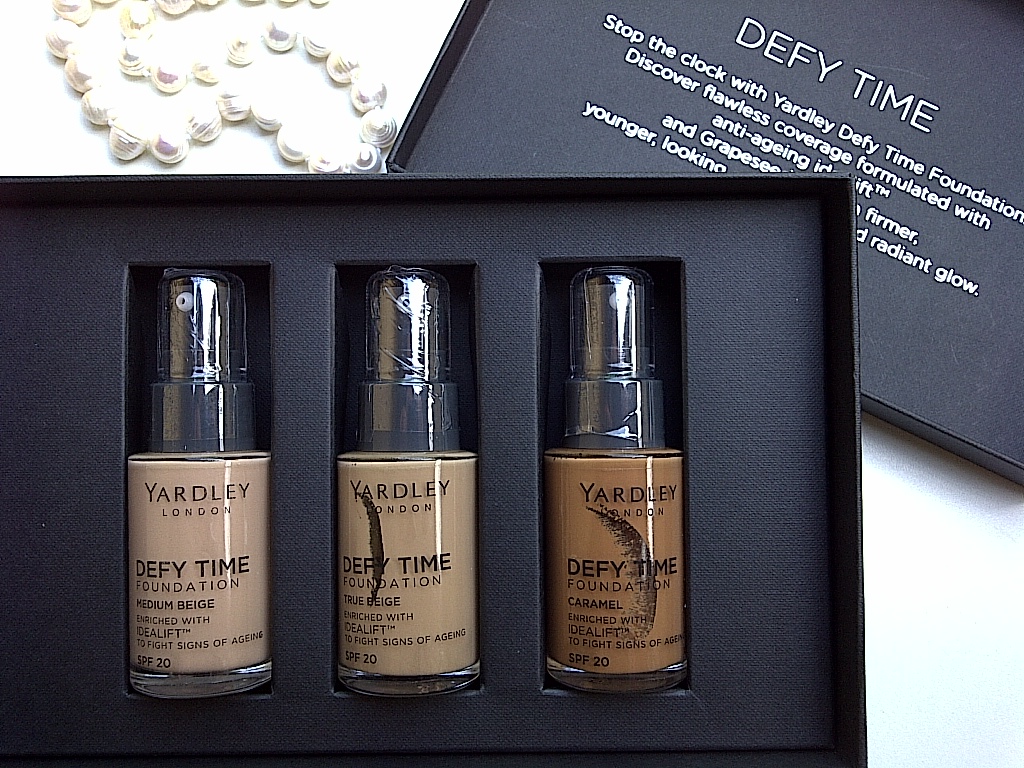 DEFY TIME
Stop the clock with Yardley Defy Time Foundation
Discover flawless coverage formulated with
anti-ageing
and
younger, looking
firmer,
radiant glow.
YARDLEY
LONDON
DEFY TIME
FOUNDATION
MEDIUM BEIGE
ENRICHED WITH
IDEALIFT™
TO FIGHT SIGNS OF AGEING
SPF 20
YARDLEY
LONDON
DEFY TIME
FOUNDATION
TRUE BEIGE
ENRICHED WITH
IDEALIFT™
TO FIGHT SIGNS OF AGEING
SPF 20
YARDLEY
LONDON
DEFY TIME
FOUNDATION
CARAMEL
ENRICHED WITH
IDEALIFT™
TO FIGHT SIGNS OF AGEING
SPF 20